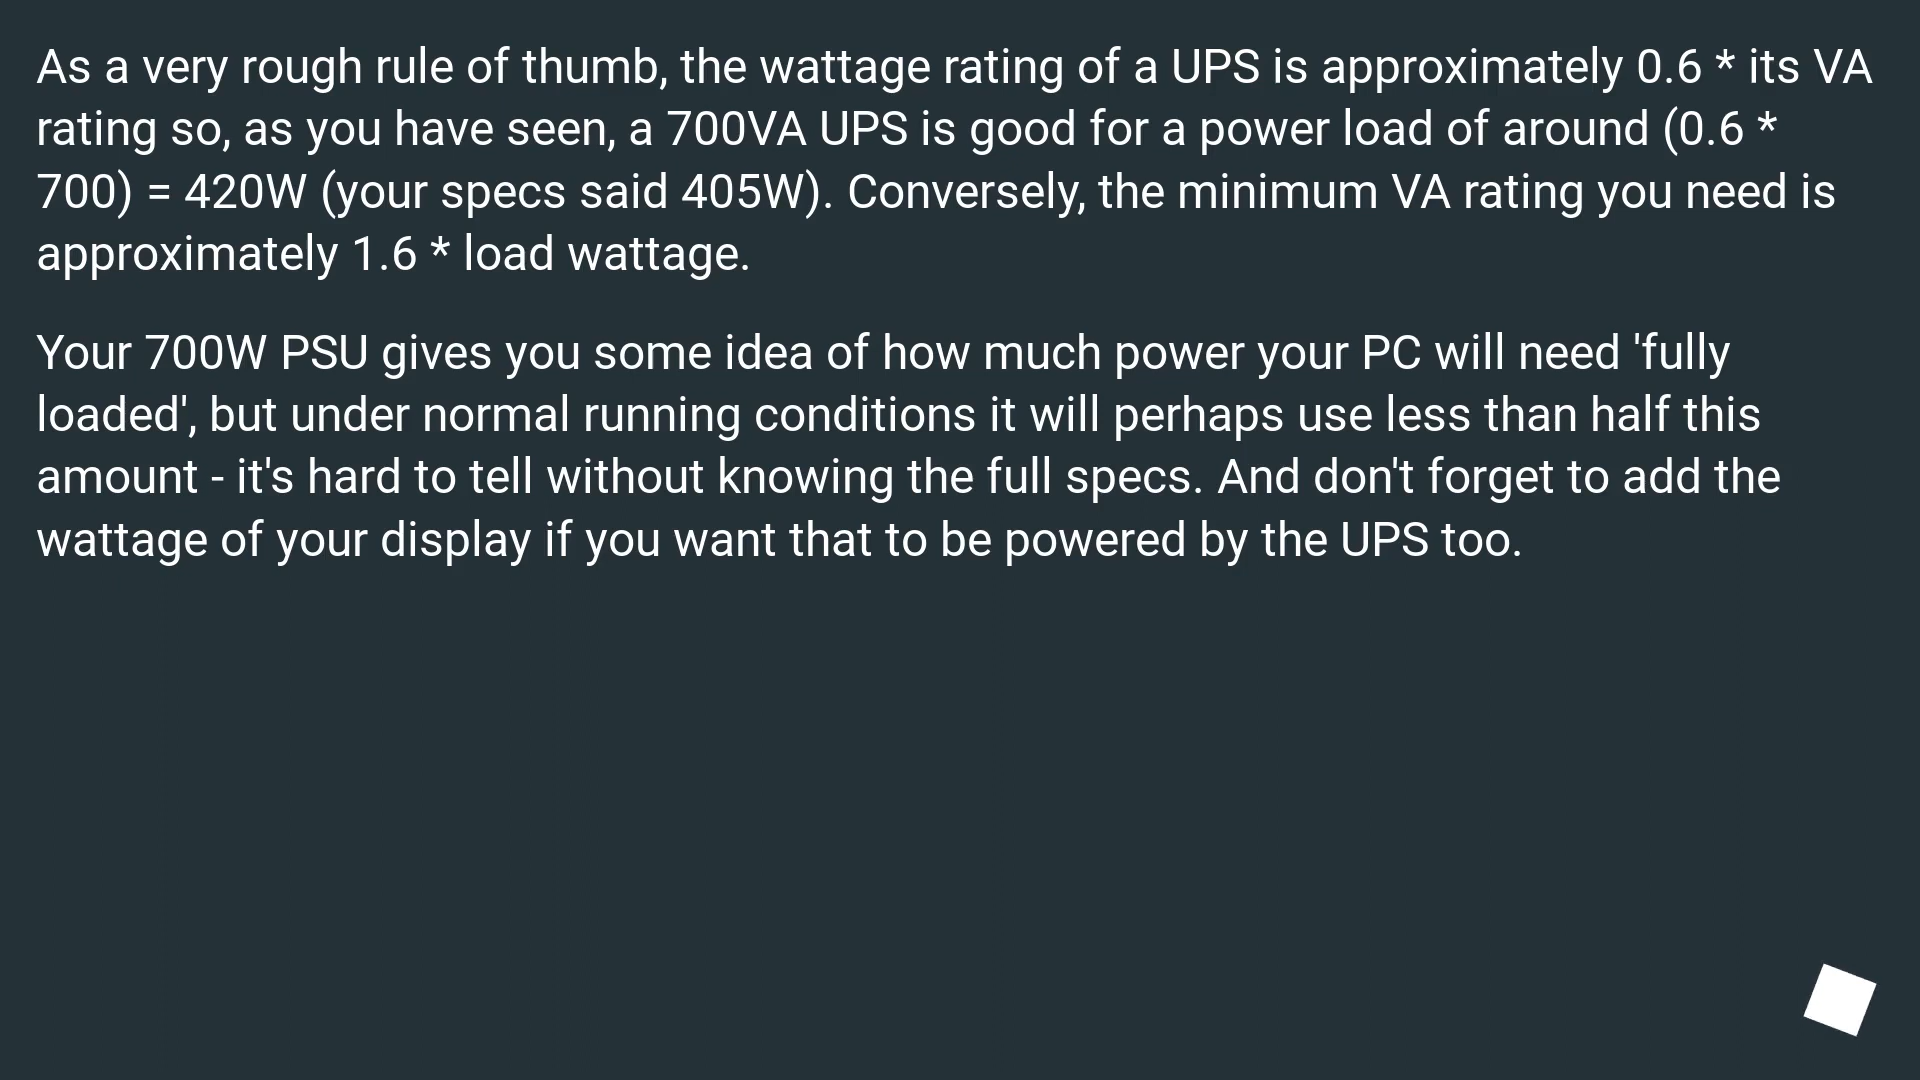 As a very rough rule of thumb, the wattage rating of a UPS is approximately 0.6 * its VA
rating so, as you have seen, a 700VA UPS is good for a power load of around (0.6 *
700) = 420W (your specs said 405W). Conversely, the minimum VA rating you need is
approximately 1.6 * load wattage.
Your 700W PSU gives you some idea of how much power your PC will need 'fully
loaded', but under normal running conditions it will perhaps use less than half this
amount - it's hard to tell without knowing the full specs. And don't forget to add the
wattage of your display if you want that to be powered by the UPS too.